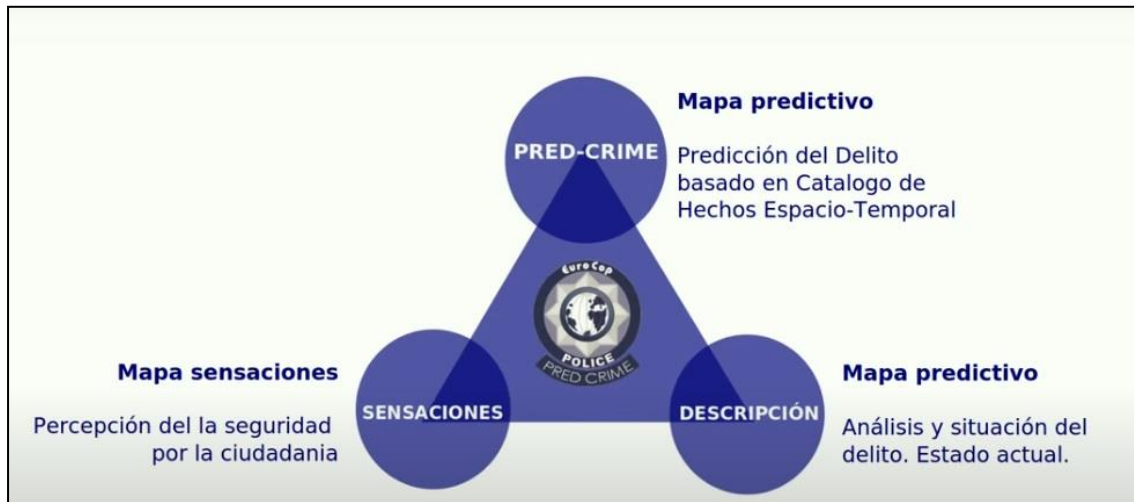 Mapa predictivo
PRED-CRIME
Predicción del Delito
basado en Catalogo de
Hechos Espacio-Temporal
EuroCop
POLICE
PRED CRIME
Mapa sensaciones
SENSACIONES
Percepción del la seguridad
por la ciudadania
Mapa predictivo
DESCRIPCIÓN
Análisis y situación del
delito. Estado actual.